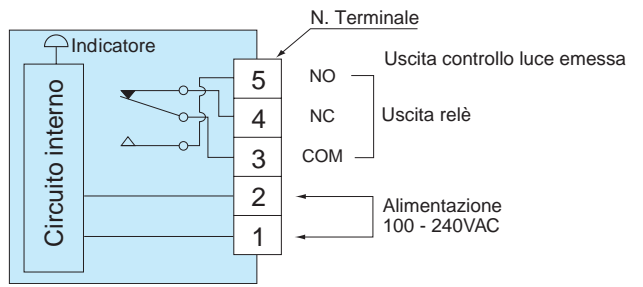 N. Terminale
Indicatore
Circuito interno
5 NO
4 NC
3 COM
2
1
Uscita controllo luce emessa
Uscita relè
Alimentazione
100 - 240VAC